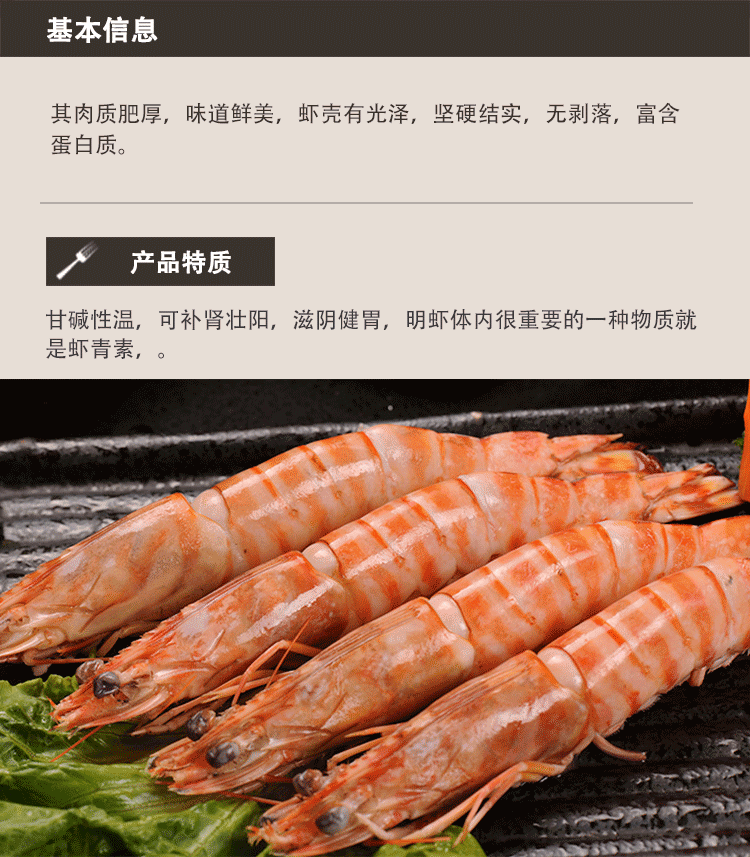 基本信息
其肉质肥厚，味道鲜美，虾壳有光泽，坚硬结实，无剥落，富含
蛋白质。
产品特质
甘碱性温，可补肾壮阳，滋阴健胃，明虾体内很重要的一种物质就
是虾青素，。